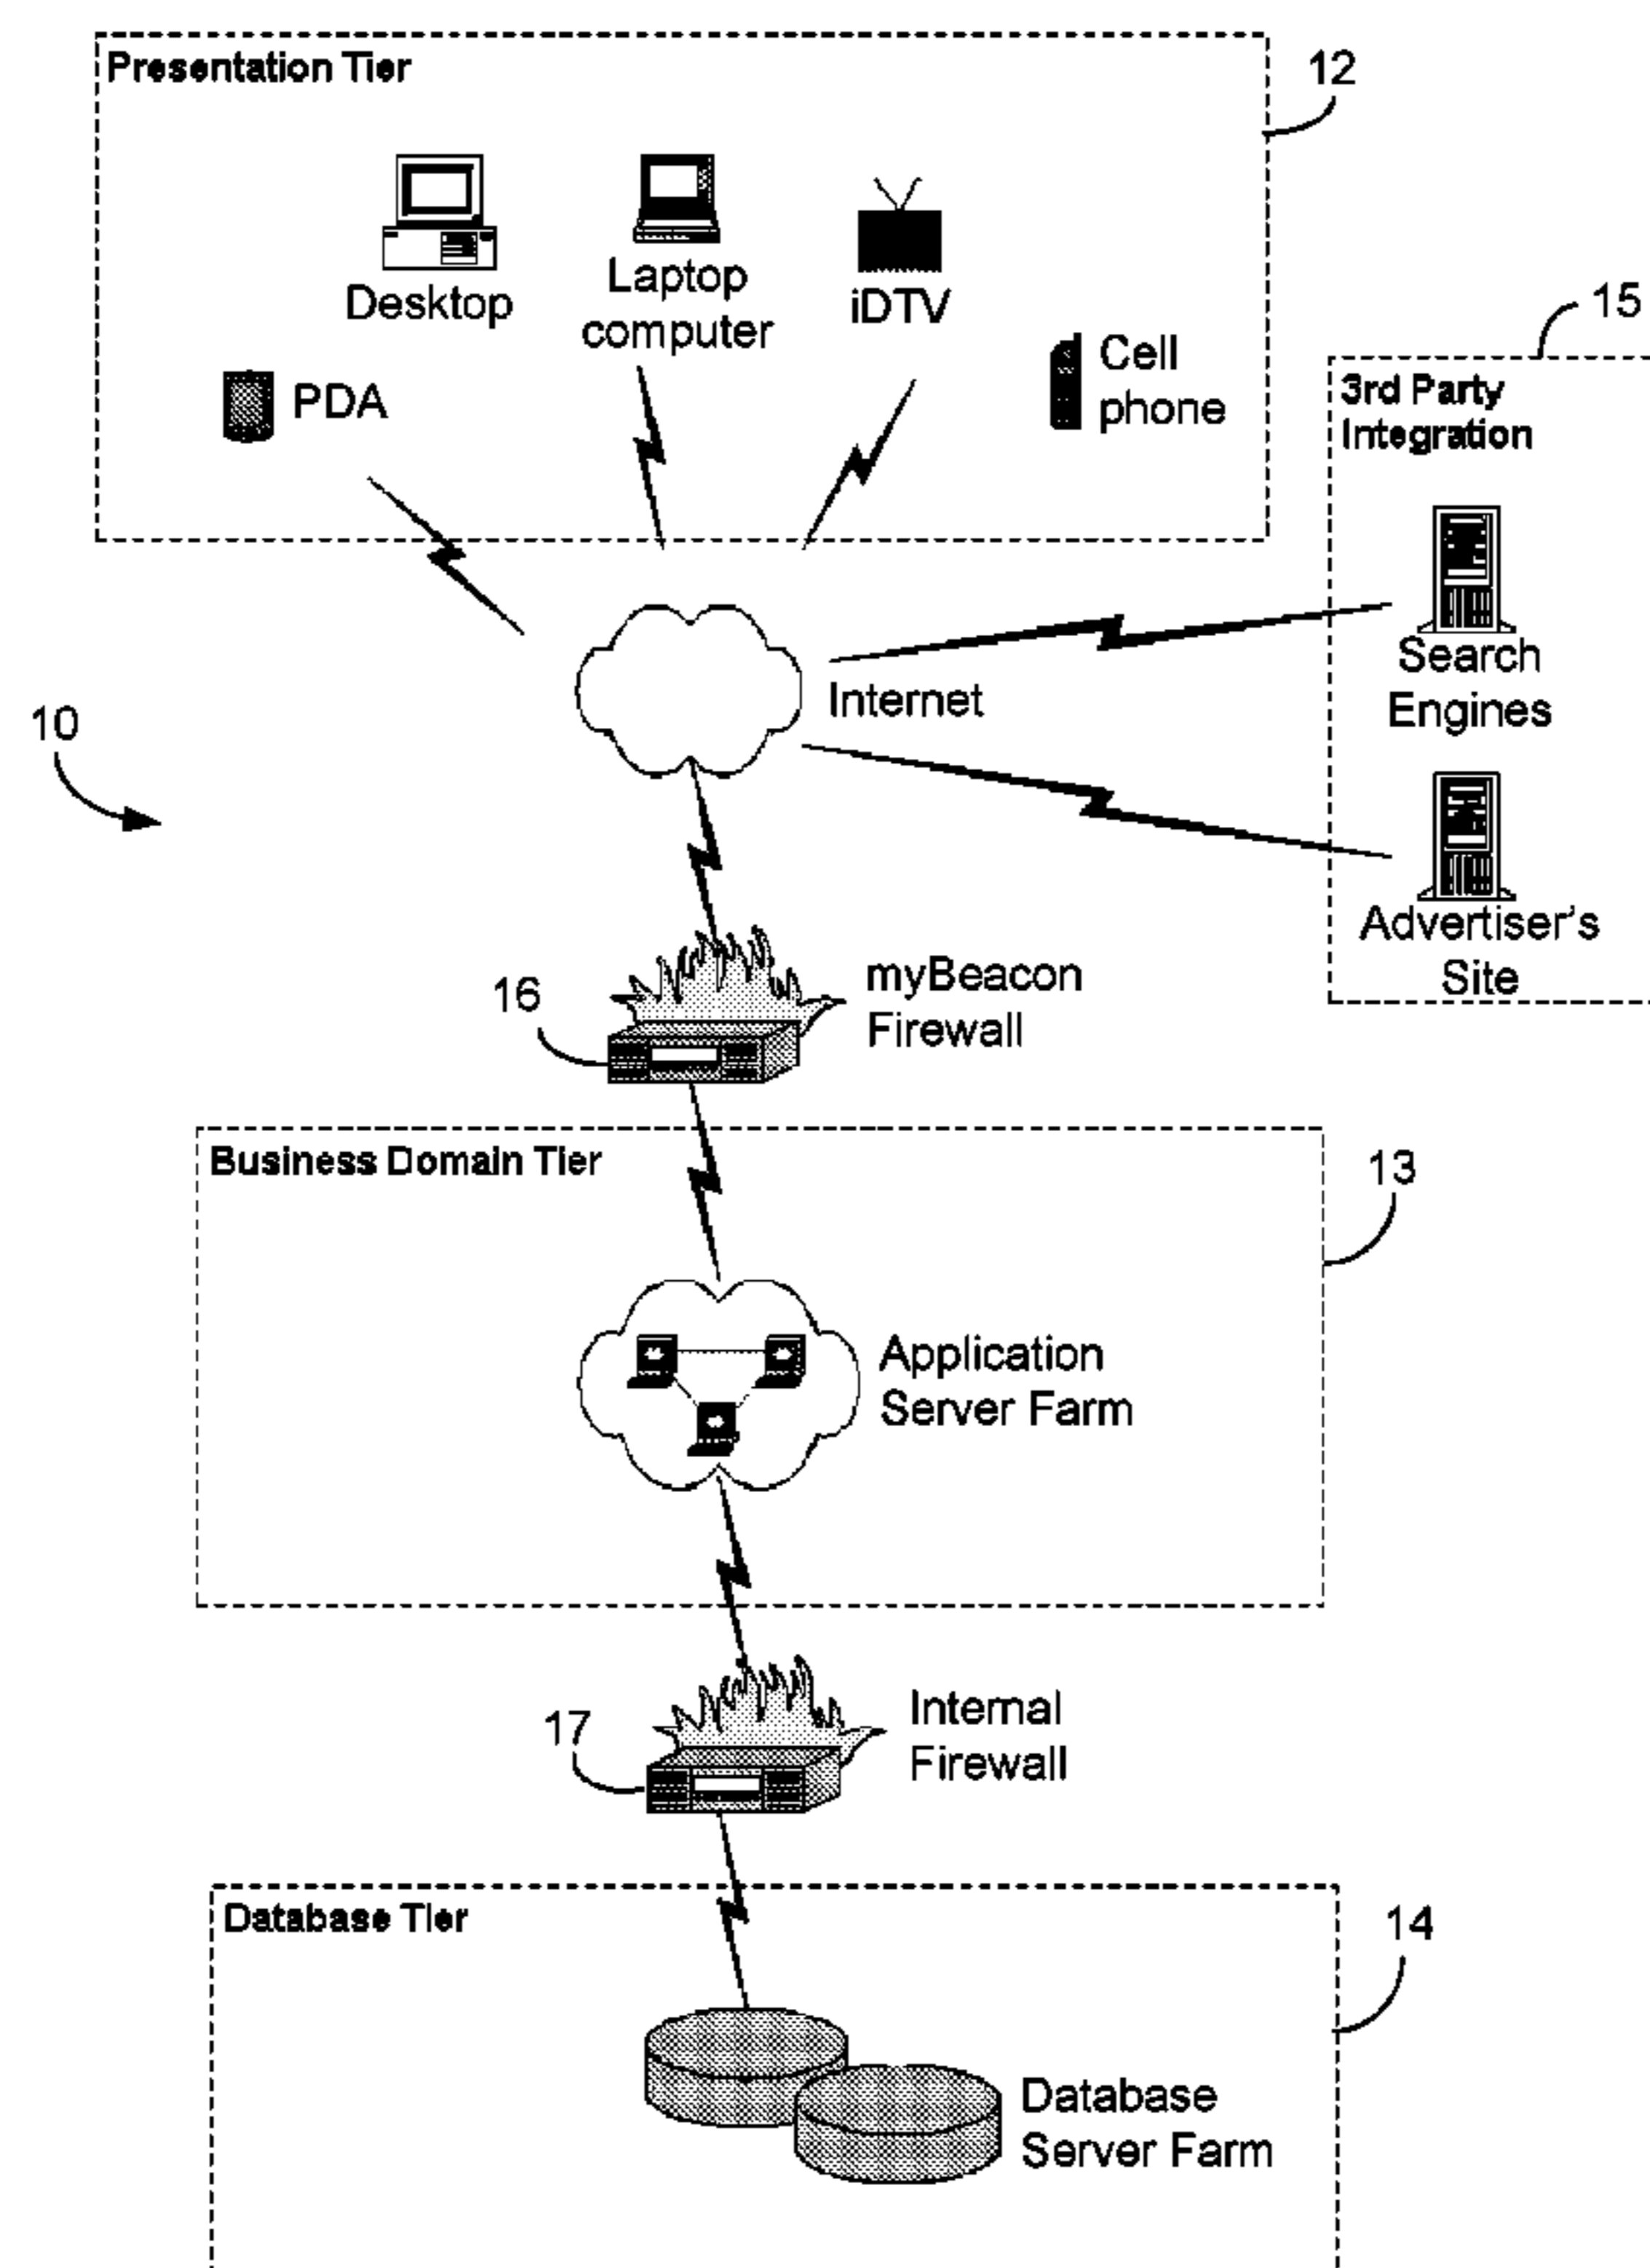 Presentation Tier
12
Desktop
Laptop
computer
iDTV
PDA
Cell
phone
15
3rd Party
Integration
Search
Engines
Internet
10
Advertiser's
Site
myBeacon
Firewall
16
Business Domain Tier
13
Application
Server Farm
Internal
Firewall
17
Database Tier
14
Database
Server Farm